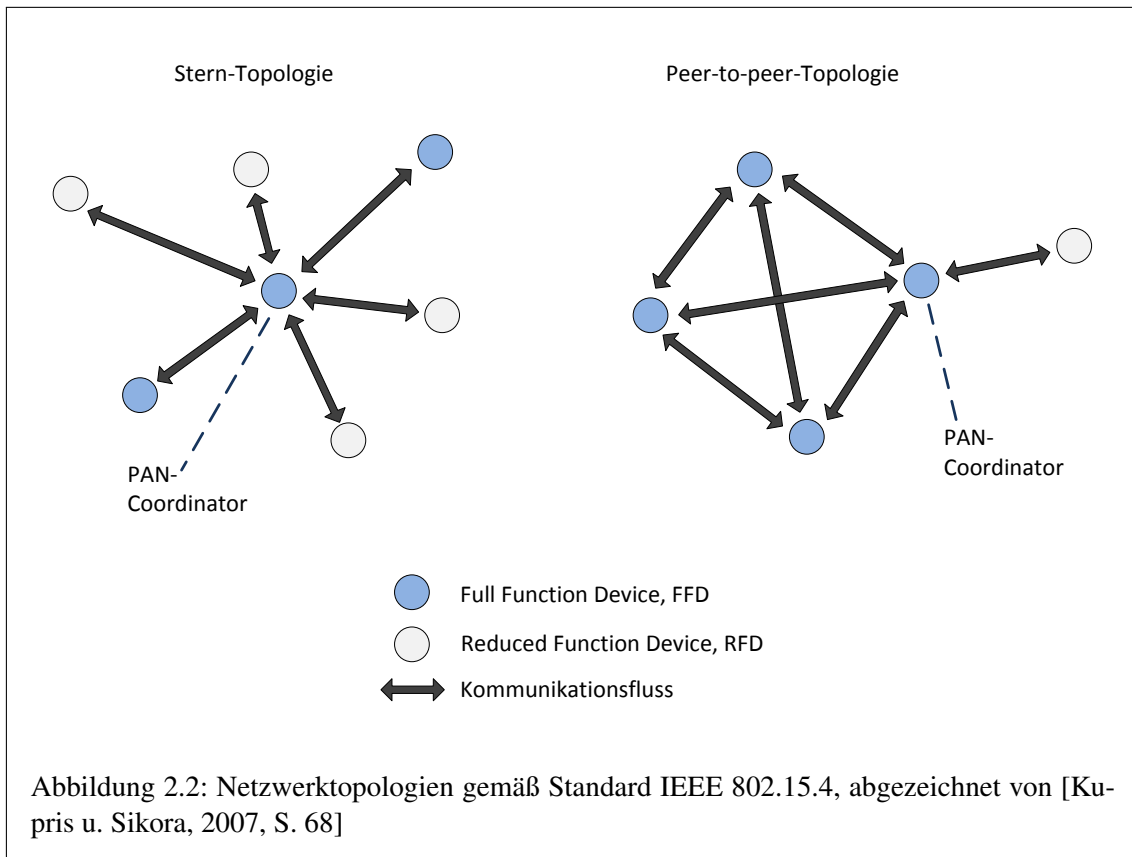 Stern-Topologie
Peer-to-peer-Topologie
PAN-
Coordinator
PAN-
Coordinator
Full Function Device, FFD
Reduced Function Device, RFD
Kommunikationsfluss
Abbildung 2.2: Netzwerktopologien gemäß Standard IEEE 802.15.4, abgezeichnet von [Ku-
pris u. Sikora, 2007, S. 68]